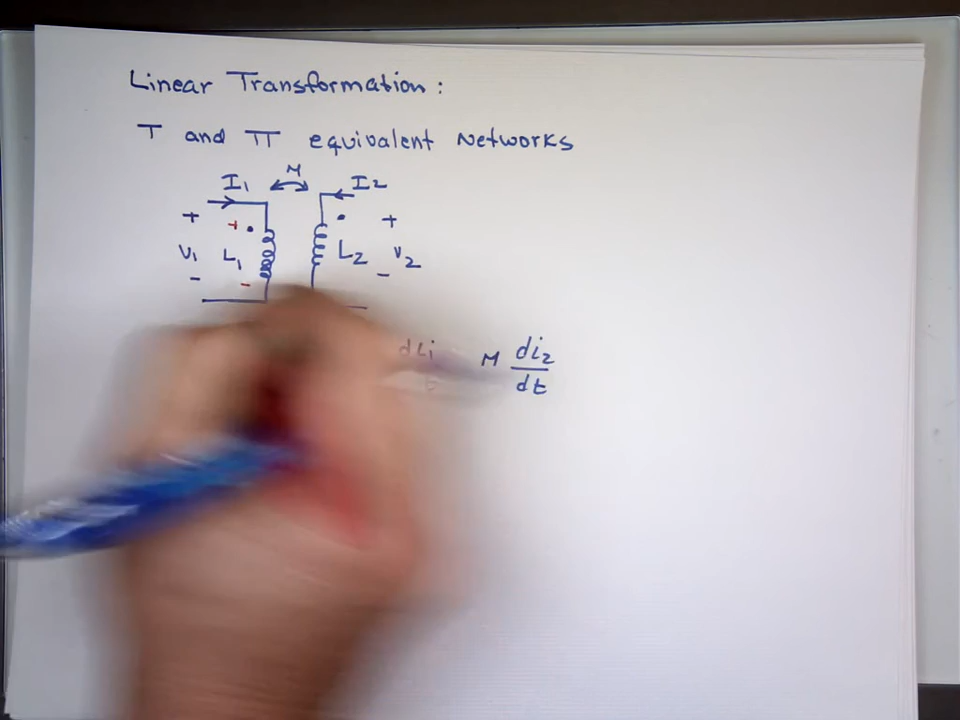 Linear Transformation:
T and π equivalent Networks
I1 M I2
+ + • • +
V1 L1 L2 V2
- - -
M di2/dt